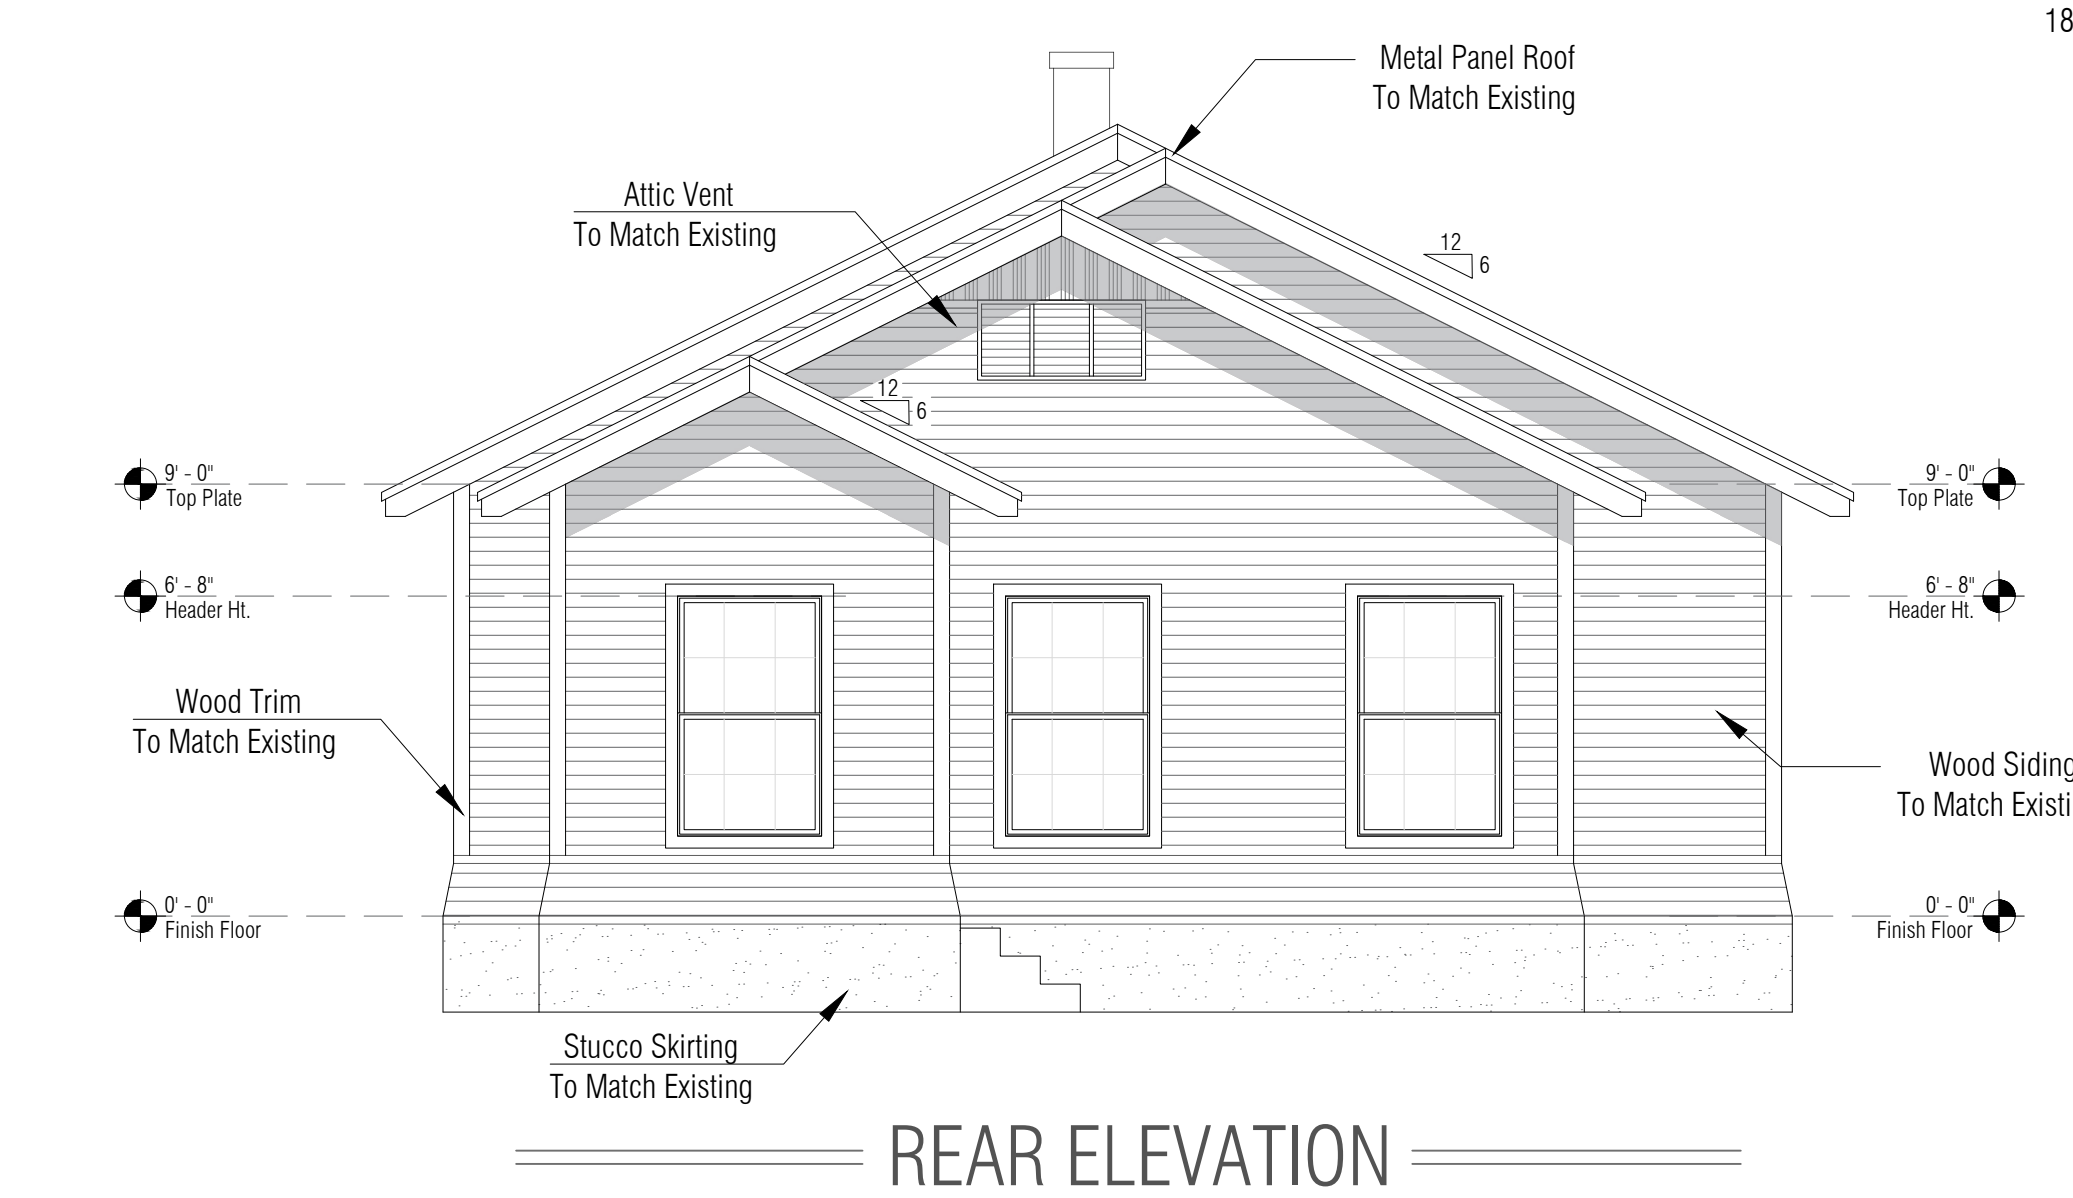 18
Metal Panel Roof
To Match Existing
Attic Vent
To Match Existing
12
6
12
6
9' - 0"
Top Plate
9' - 0"
Top Plate
6' - 8"
Header Ht.
6' - 8"
Header Ht.
Wood Trim
To Match Existing
Wood Siding
To Match Existi
0' - 0"
Finish Floor
0' - 0"
Finish Floor
Stucco Skirting
To Match Existing
REAR ELEVATION